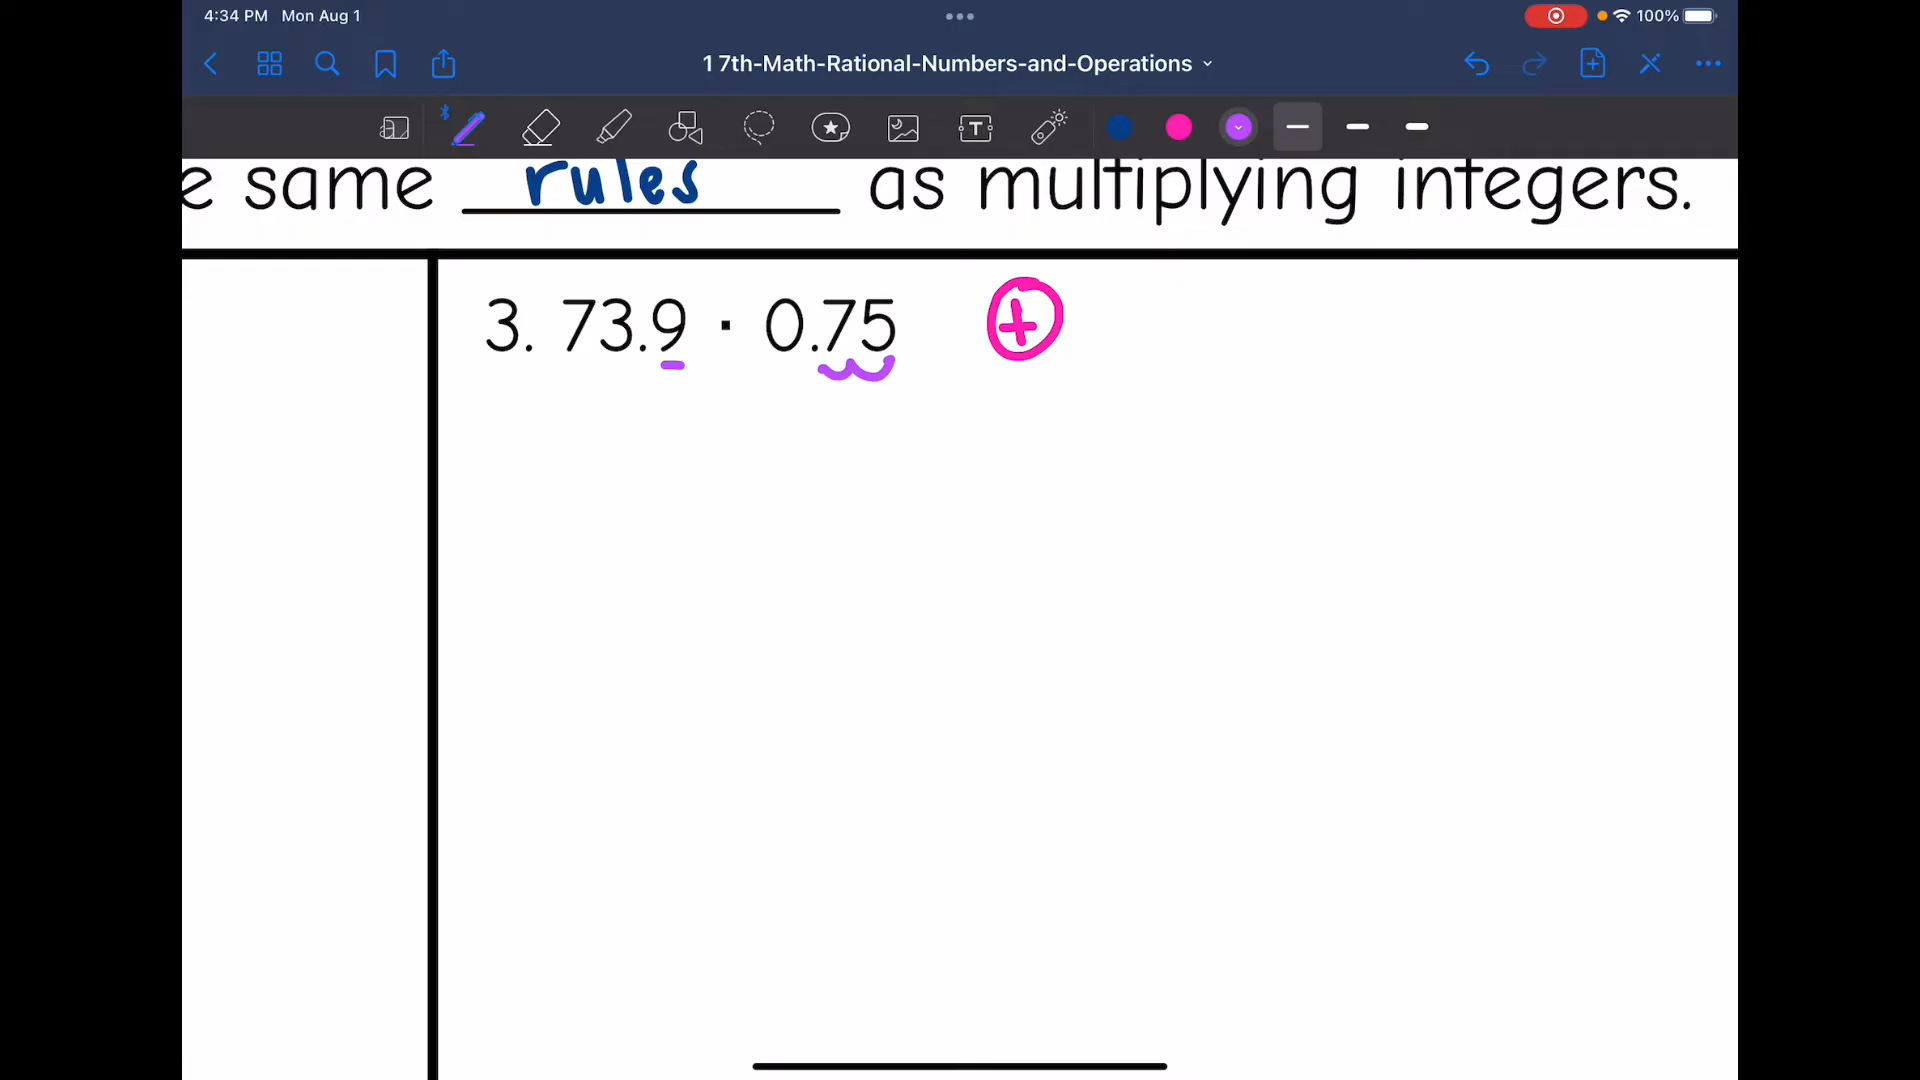 4:34 PM Mon Aug 1
100%
1 7th-Math-Rational-Numbers-and-Operations
e same rules as multiplying integers.
3. 73.9 · 0.75 +